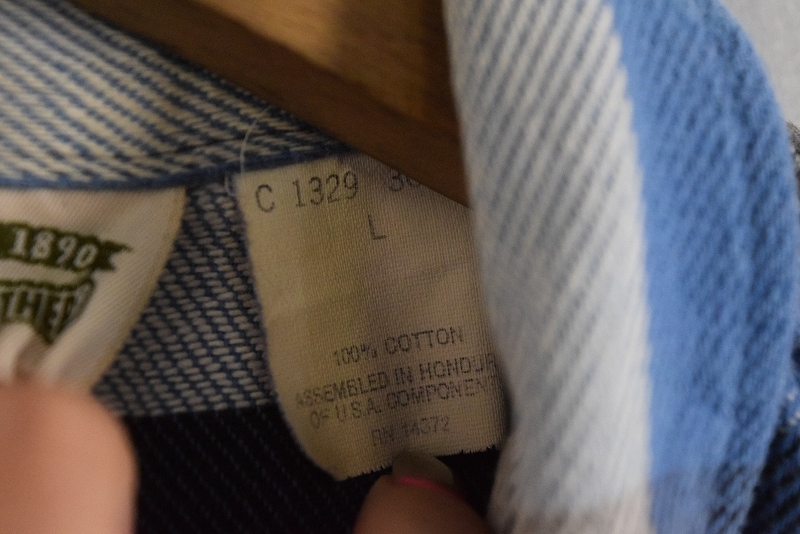 1890
C 1329
L
100% COTTON
ASSEMBLED IN HONDUR
OF U.S.A. COMPONENT
RN 14372